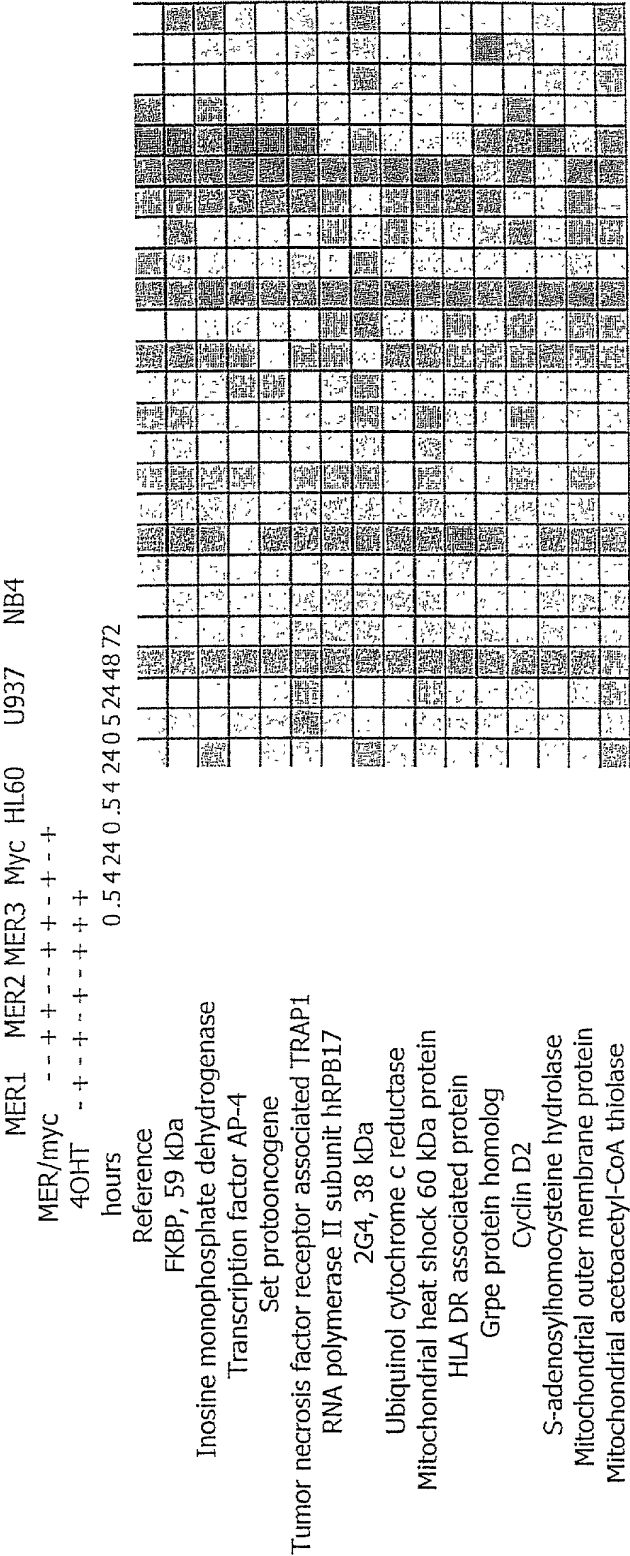 MER1 MER2 MER3 Myc HL60 U937 NB4
MER/myc - - + + - - + + - + - - +
4OHT - + - + - + - + - + + +
hours 0 .5 4 24 0 .5 4 24 0 5 24 48 72
Reference
FKBP, 59 kDa
Inosine monophosphate dehydrogenase
Transcription factor AP-4
Set protooncogene
Tumor necrosis factor receptor associated TRAP1
RNA polymerase II subunit hRPB17
2G4, 38 kDa
Ubiquinol cytochrome c reductase
Mitochondrial heat shock 60 kDa protein
HLA DR associated protein
Grpe protein homolog
Cyclin D2
S-adenosylhomocysteine hydrolase
Mitochondrial outer membrane protein
Mitochondrial acetoacetyl-CoA thiolase